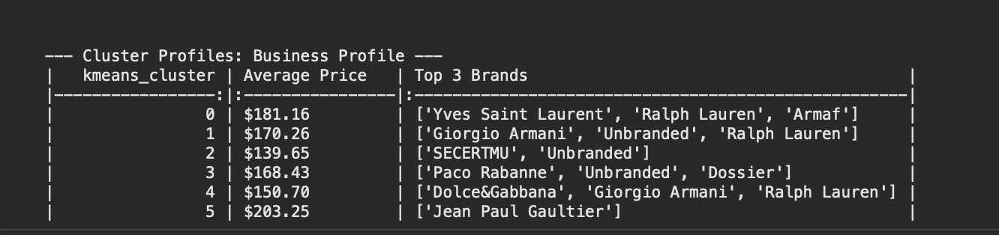 --- Cluster Profiles: Business Profile ---
|   kmeans_cluster | Average Price   | Top 3 Brands                                         |
|-----------------:|:----------------|:-----------------------------------------------------|
|                0 | $181.16         | ['Yves Saint Laurent', 'Ralph Lauren', 'Armaf']      |
|                1 | $170.26         | ['Giorgio Armani', 'Unbranded', 'Ralph Lauren']      |
|                2 | $139.65         | ['SECERTMU', 'Unbranded']                            |
|                3 | $168.43         | ['Paco Rabanne', 'Unbranded', 'Dossier']             |
|                4 | $150.70         | ['Dolce&Gabbana', 'Giorgio Armani', 'Ralph Lauren'] |
|                5 | $203.25         | ['Jean Paul Gaultier']                               |